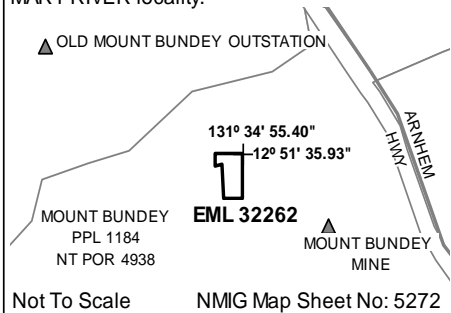 MARY RIVER locality.
OLD MOUNT BUNDEY OUTSTATION
131º 34' 55.40"
12º 51' 35.93"
ARNHEM
HWY
EML 32262
MOUNT BUNDEY
PPL 1184
NT POR 4938
MOUNT BUNDEY
MINE
Not To Scale
NMIG Map Sheet No: 5272